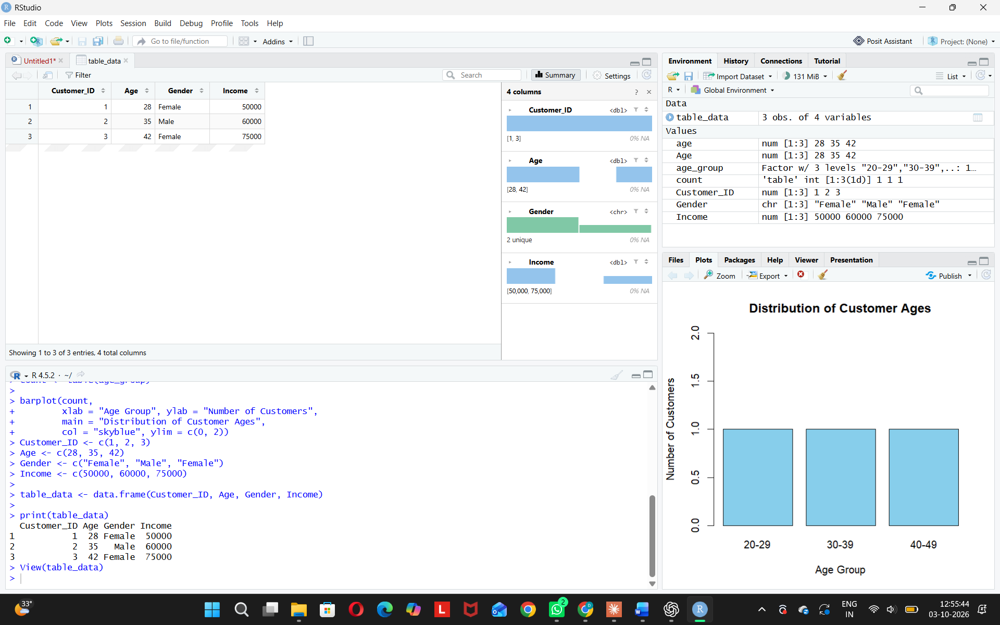 RStudio
File Edit Code View Plots Session Build Debug Profile Tools Help
Go to file/function Addins Posit Assistant Project: (None)
Untitled1* table_data
Filter Search Summary Settings
Customer_ID Age Gender Income
1 1 28 Female 50000
2 2 35 Male 60000
3 3 42 Female 75000
Showing 1 to 3 of 3 entries, 4 total columns
4 columns ?
Customer_ID <dbl>
[1, 3] 0% NA
Age <dbl>
[28, 42] 0% NA
Gender <chr>
2 unique 0% NA
Income <dbl>
[50,000, 75,000] 0% NA
R 4.5.2 · ~/
>
> barplot(count,
+ xlab = "Age Group", ylab = "Number of Customers",
+ main = "Distribution of Customer Ages",
+ col = "skyblue", ylim = c(0, 2))
> Customer_ID <- c(1, 2, 3)
> Age <- c(28, 35, 42)
> Gender <- c("Female", "Male", "Female")
> Income <- c(50000, 60000, 75000)
>
> table_data <- data.frame(Customer_ID, Age, Gender, Income)
>
> print(table_data)
Customer_ID Age Gender Income
1 1 28 Female 50000
2 2 35 Male 60000
3 3 42 Female 75000
> View(table_data)
>
Environment History Connections Tutorial
Import Dataset 131 MiB List
R Global Environment
Data
table_data 3 obs. of 4 variables
Values
age num [1:3] 28 35 42
Age num [1:3] 28 35 42
age_group Factor w/ 3 levels "20-29","30-39",..: 1…
count 'table' int [1:3(1d)] 1 1 1
Customer_ID num [1:3] 1 2 3
Gender chr [1:3] "Female" "Male" "Female"
Income num [1:3] 50000 60000 75000
Files Plots Packages Help Viewer Presentation
Zoom Export Publish
Distribution of Customer Ages
Number of Customers
2.0
1.5
1.0
0.5
0.0
20-29 30-39 40-49
Age Group
33°
L
2
D
W
R
ENG
IN
12:55:44
03-10-2026